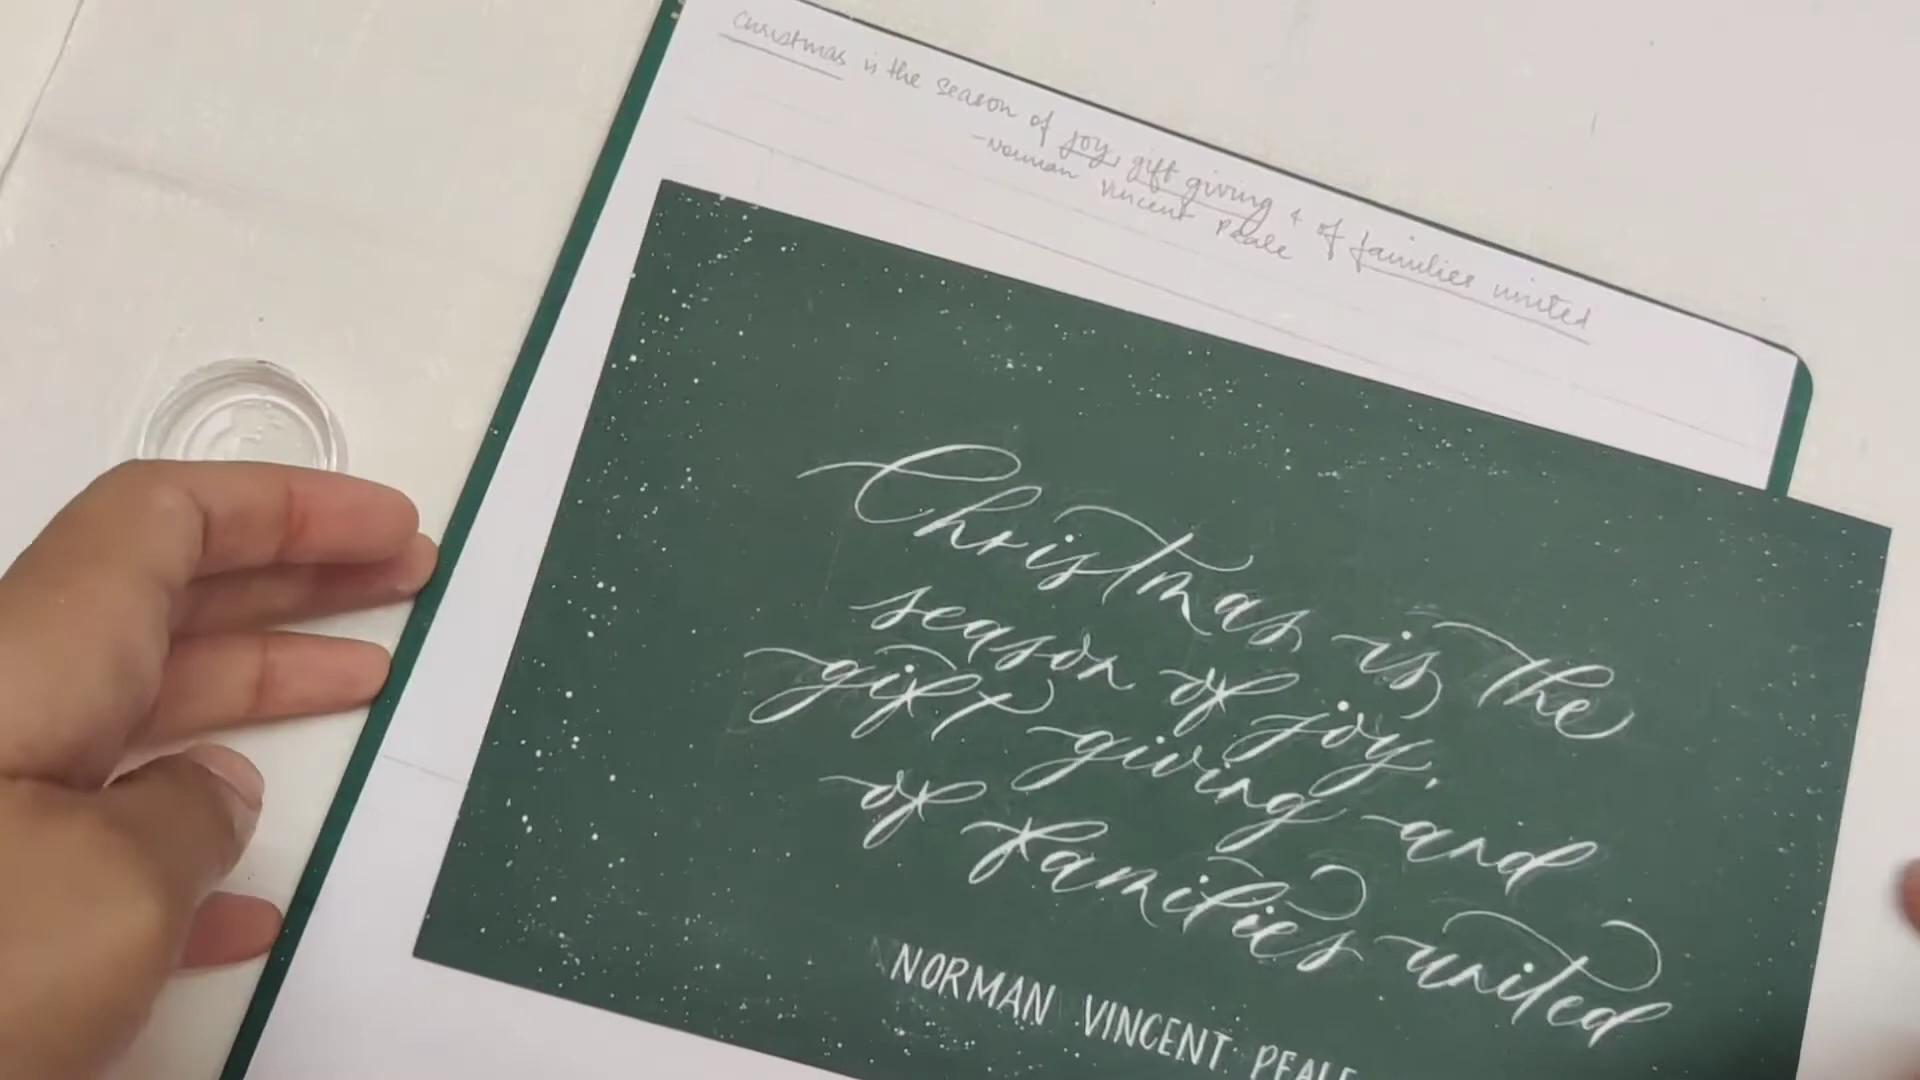 Christmas is the season of joy, gift giving & of families united
-Norman Vincent Peale
Christmas is the
season of joy,
gift giving and
of families united
NORMAN VINCENT PEALE